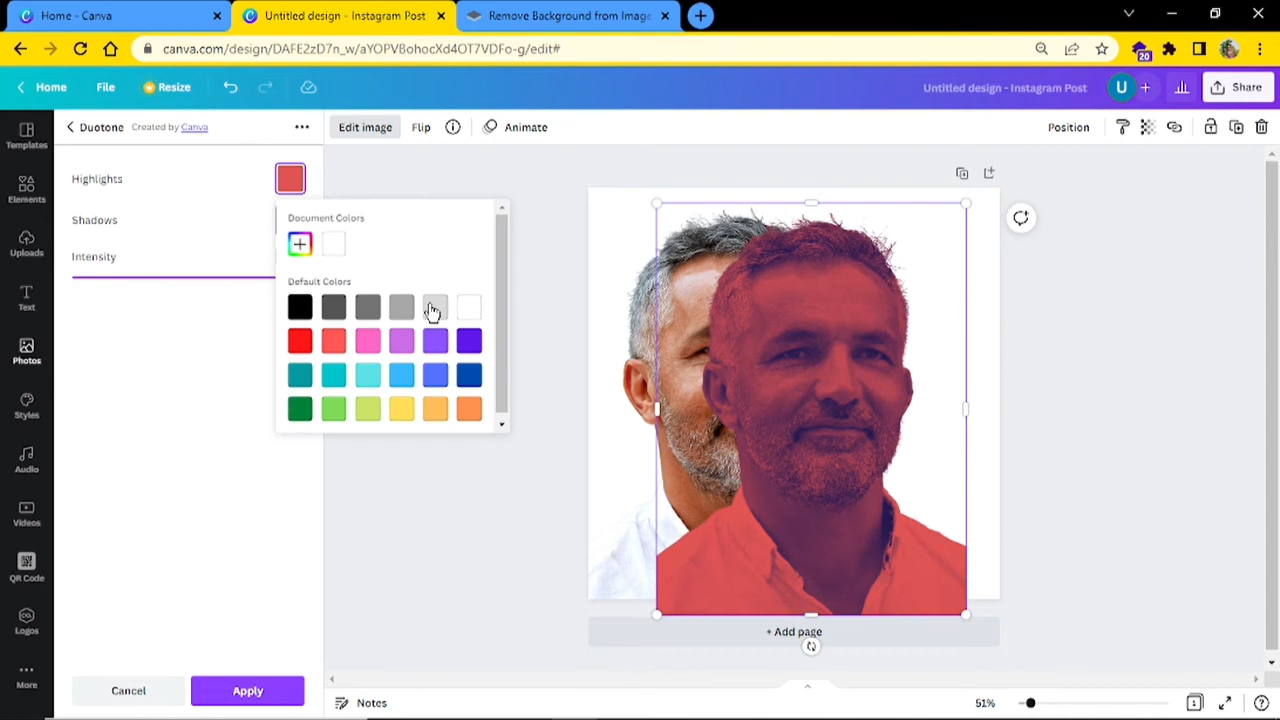 Home - Canva
Untitled design - Instagram Post
Remove Background from Image
canva.com/design/DAFE2zD7n_w/aYOPVBohocXd4OT7VDFo-g/edit#
20
Home
File
Resize
Untitled design - Instagram Post
U
Share
Templates
Elements
Uploads
Text
Photos
Styles
Audio
Videos
QR Code
Logos
More
Duotone
Created by Canva
Edit image
Flip
Animate
Position
Highlights
Shadows
Intensity
Document Colors
Default Colors
Cancel
Apply
+ Add page
Notes
51%
1